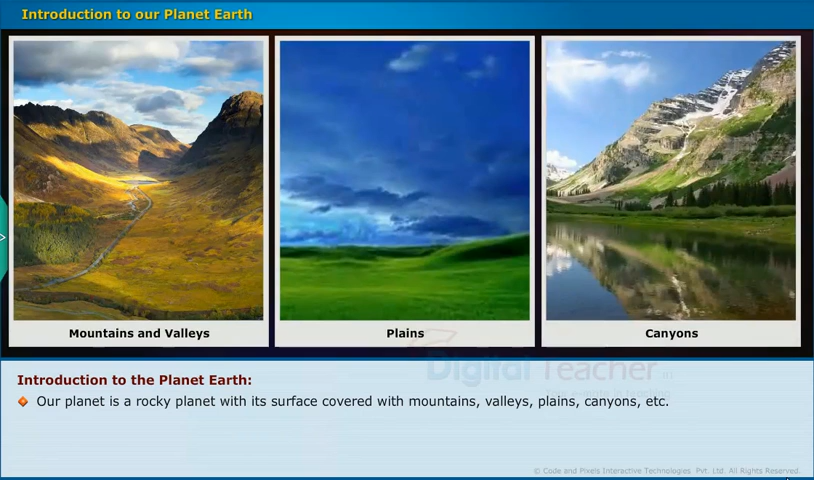 Introduction to our Planet Earth
Mountains and Valleys
Plains
Canyons
Digital Teacher
Introduction to the Planet Earth:
Our planet is a rocky planet with its surface covered with mountains, valleys, plains, canyons, etc.
© Code and Pixels Interactive Technologies Pvt. Ltd. All Rights Reserved.